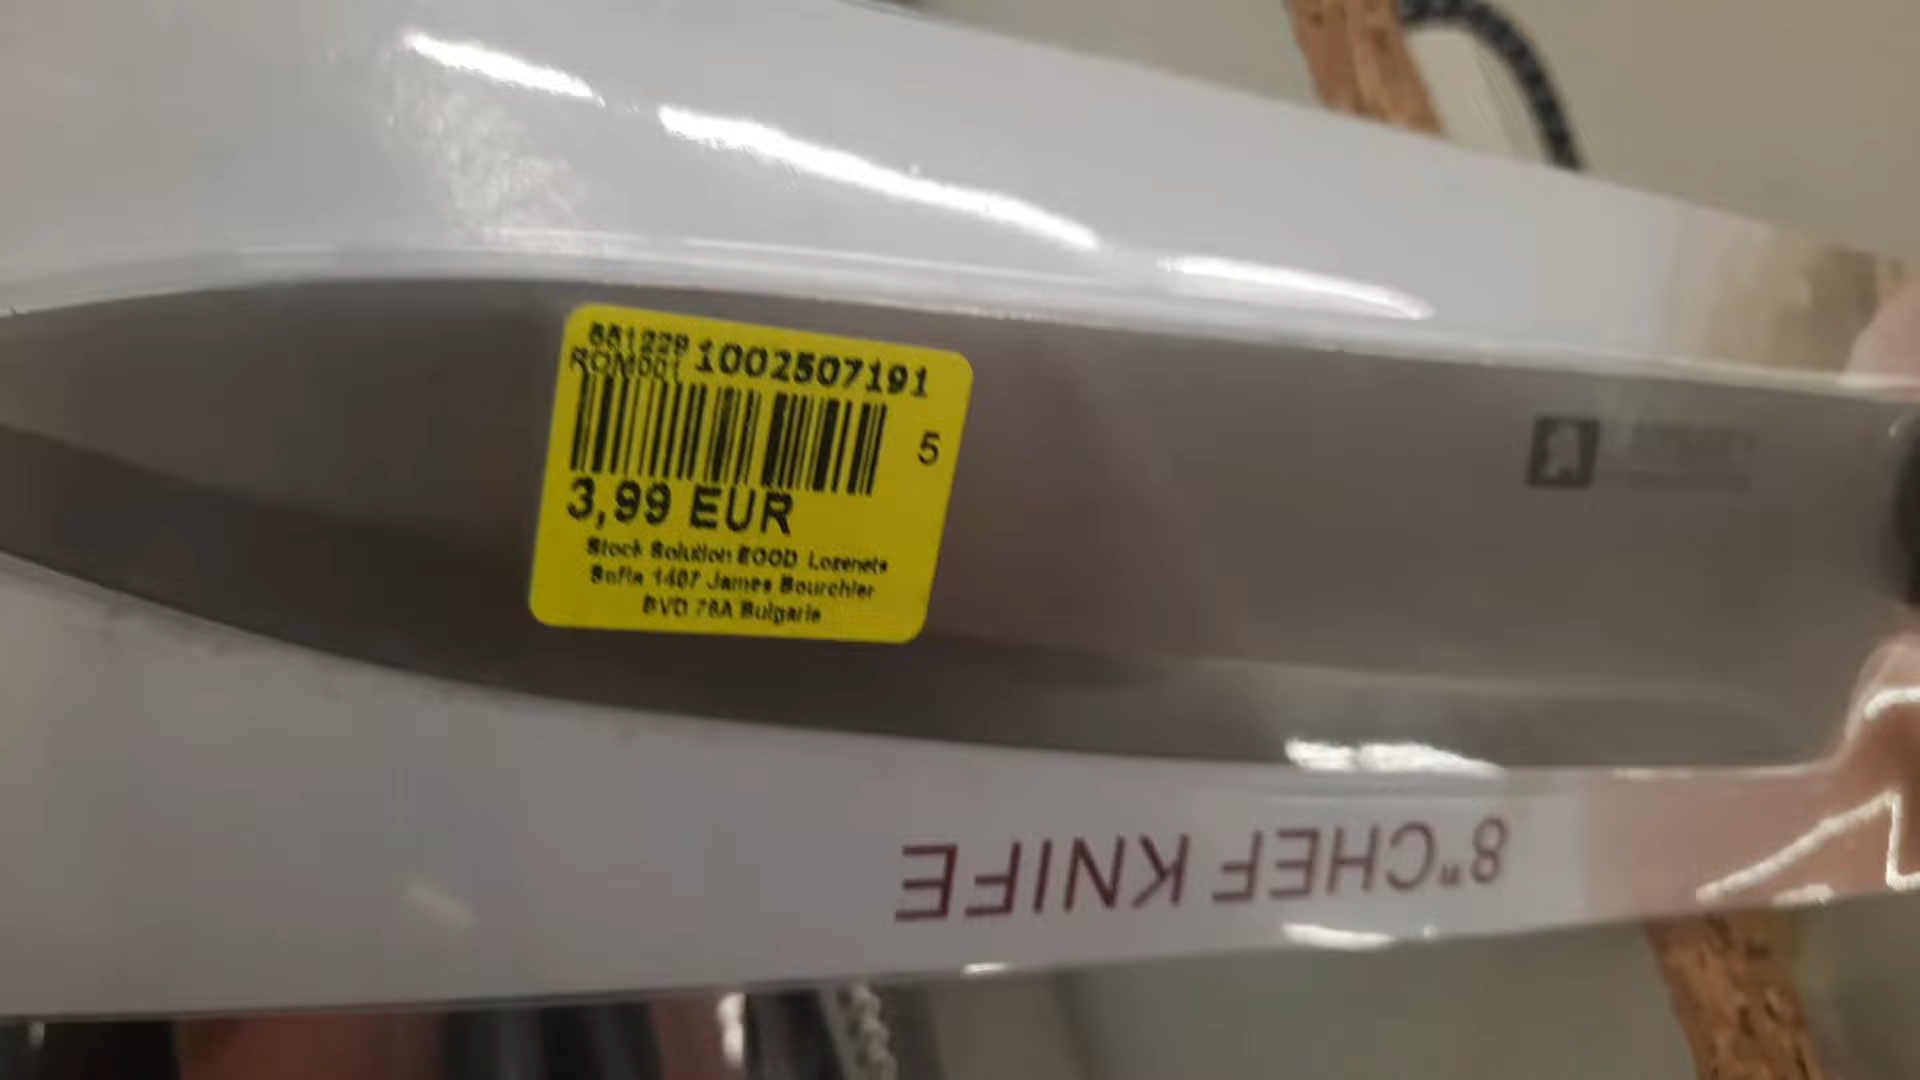 551229
ROM001
1002507191
5
3,99 EUR
Stock Solution EOOD Lozenets
Sofia 1407 James Bourchier
BVD 76A Bulgarie
8" CHEF KNIFE